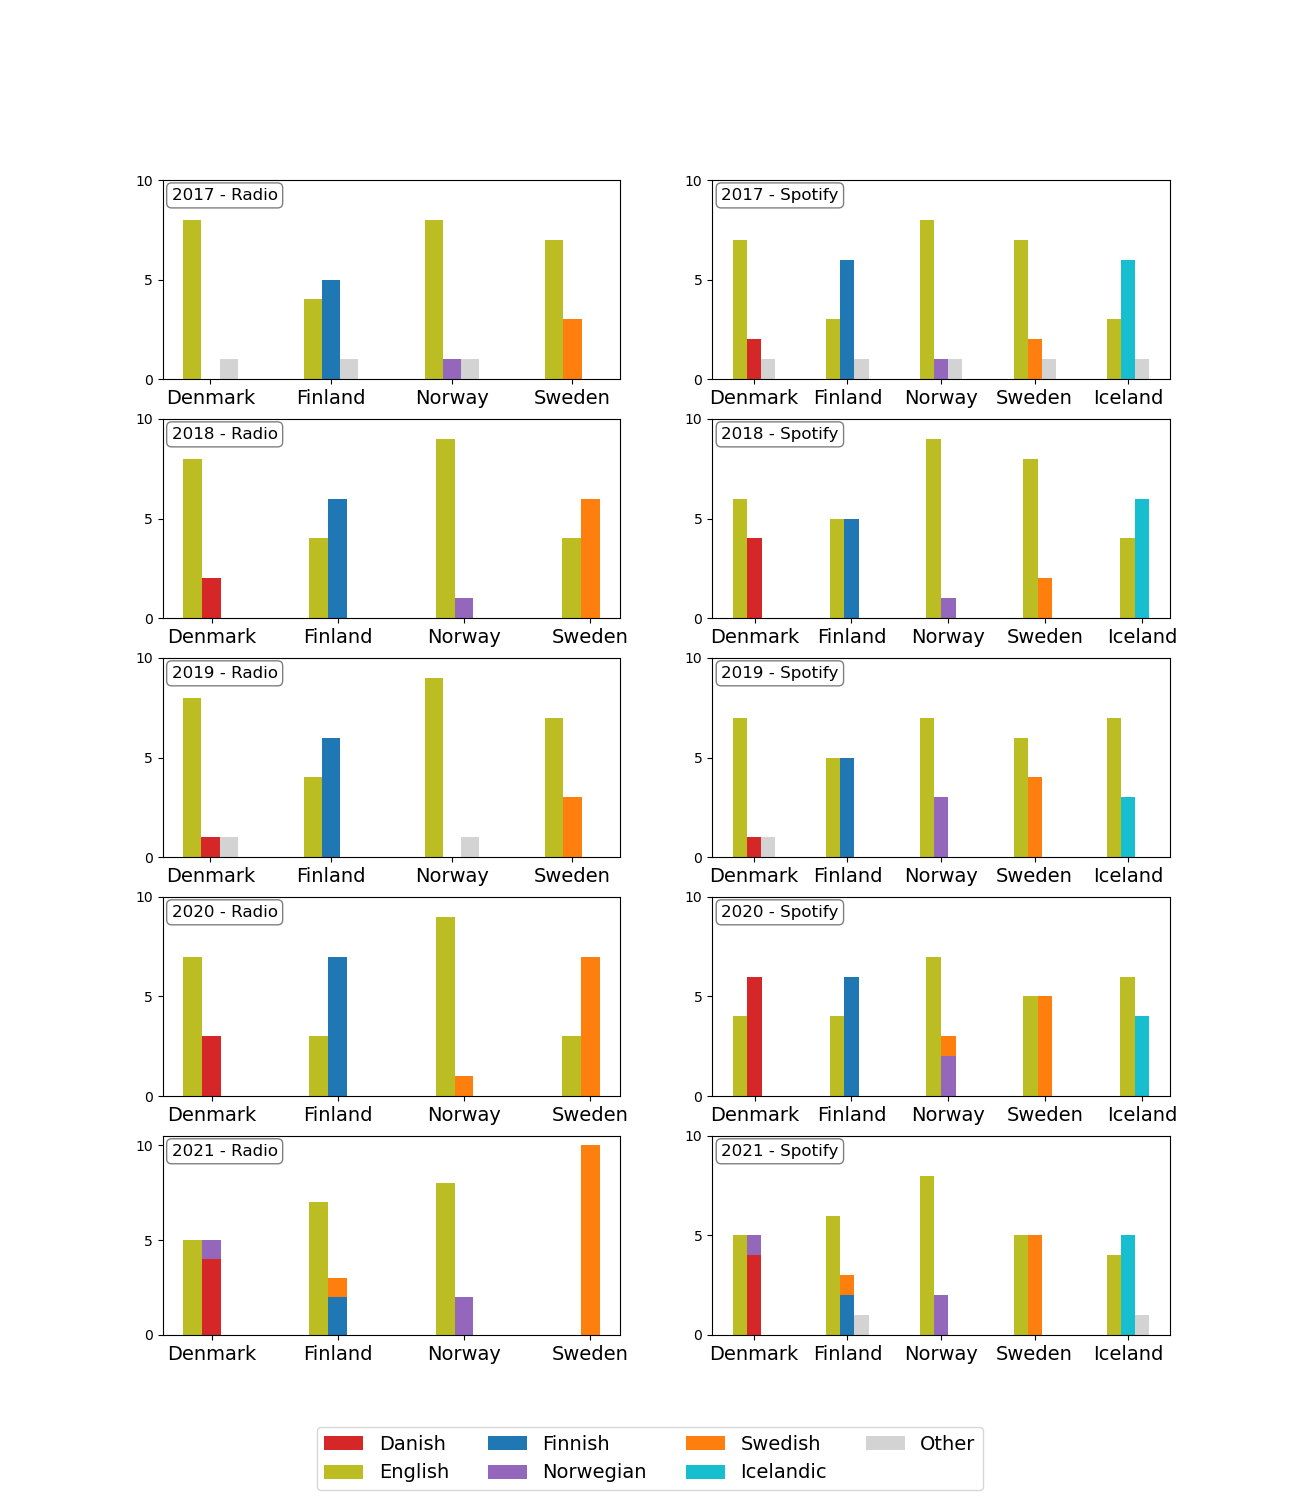 2017 - Radio
10
5
0
Denmark Finland Norway Sweden
2017 - Spotify
10
5
0
Denmark Finland Norway Sweden Iceland
2018 - Radio
10
5
0
Denmark Finland Norway Sweden
2018 - Spotify
10
5
0
Denmark Finland Norway Sweden Iceland
2019 - Radio
10
5
0
Denmark Finland Norway Sweden
2019 - Spotify
10
5
0
Denmark Finland Norway Sweden Iceland
2020 - Radio
10
5
0
Denmark Finland Norway Sweden
2020 - Spotify
10
5
0
Denmark Finland Norway Sweden Iceland
2021 - Radio
10
5
0
Denmark Finland Norway Sweden
2021 - Spotify
10
5
0
Denmark Finland Norway Sweden Iceland
Danish Finnish Swedish Other
English Norwegian Icelandic